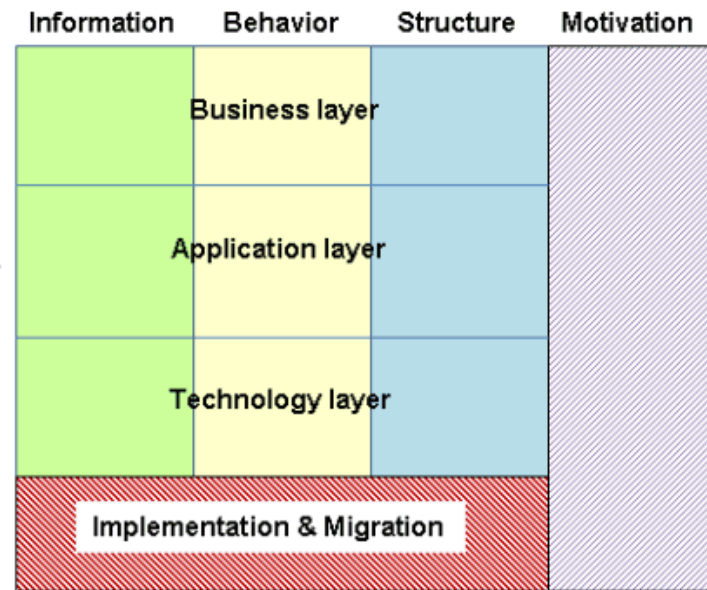 Information Behavior Structure Motivation
Business layer
Application layer
Technology layer
Implementation & Migration